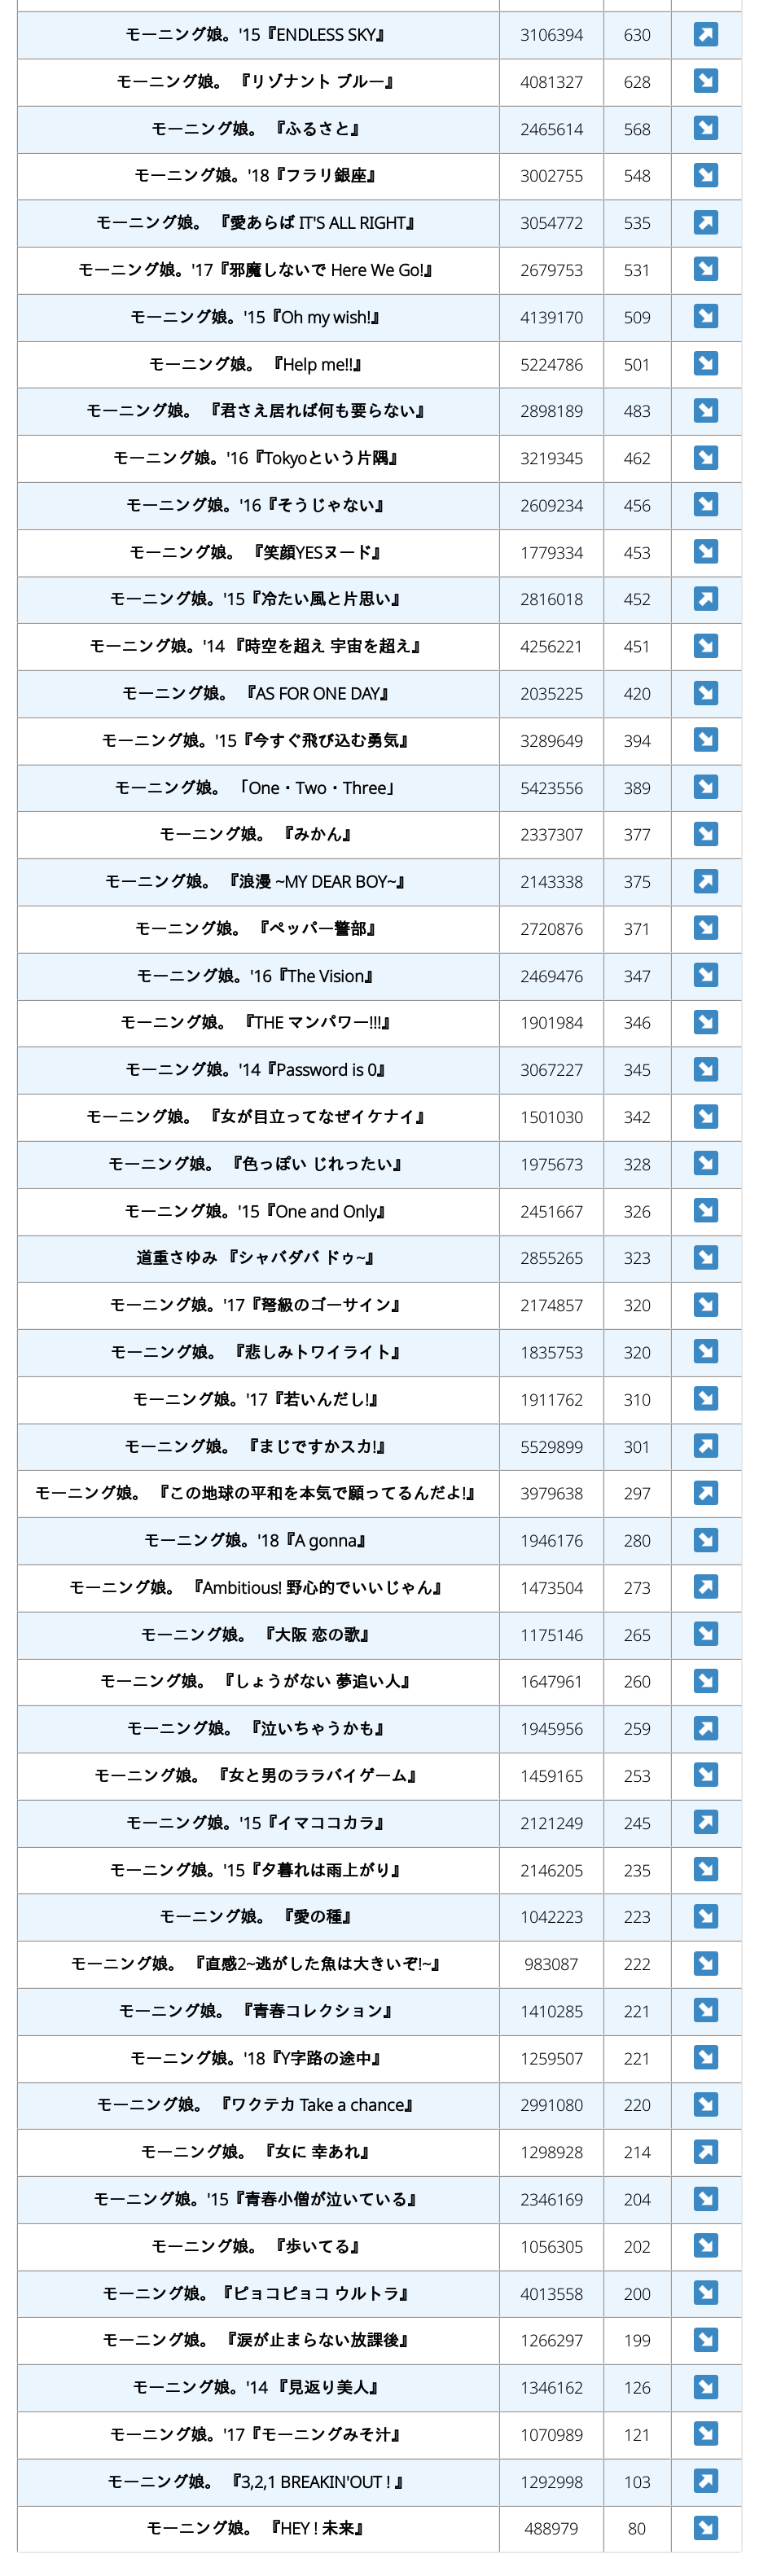 モーニング娘。'15『ENDLESS SKY』 3106394 630 ↗
モーニング娘。 『リゾナント ブルー』 4081327 628 ↘
モーニング娘。 『ふるさと』 2465614 568 ↘
モーニング娘。'18『フラリ銀座』 3002755 548 ↘
モーニング娘。 『愛あらば IT'S ALL RIGHT』 3054772 535 ↗
モーニング娘。'17『邪魔しないで Here We Go!』 2679753 531 ↘
モーニング娘。'15『Oh my wish!』 4139170 509 ↘
モーニング娘。 『Help me!!』 5224786 501 ↘
モーニング娘。 『君さえ居れば何も要らない』 2898189 483 ↘
モーニング娘。'16『Tokyoという片隅』 3219345 462 ↘
モーニング娘。'16『そうじゃない』 2609234 456 ↘
モーニング娘。 『笑顔YESヌード』 1779334 453 ↘
モーニング娘。'15『冷たい風と片思い』 2816018 452 ↗
モーニング娘。'14 『時空を超え 宇宙を超え』 4256221 451 ↘
モーニング娘。 『AS FOR ONE DAY』 2035225 420 ↘
モーニング娘。'15『今すぐ飛び込む勇気』 3289649 394 ↘
モーニング娘。 「One・Two・Three」 5423556 389 ↘
モーニング娘。 『みかん』 2337307 377 ↘
モーニング娘。 『浪漫 ~MY DEAR BOY~』 2143338 375 ↗
モーニング娘。 『ペッパー警部』 2720876 371 ↘
モーニング娘。'16『The Vision』 2469476 347 ↘
モーニング娘。 『THE マンパワー!!!』 1901984 346 ↘
モーニング娘。'14『Password is 0』 3067227 345 ↘
モーニング娘。 『女が目立ってなぜイケナイ』 1501030 342 ↘
モーニング娘。 『色っぽい じれったい』 1975673 328 ↘
モーニング娘。'15『One and Only』 2451667 326 ↘
道重さゆみ 『シャバダバ ドゥ~』 2855265 323 ↘
モーニング娘。'17『弩級のゴーサイン』 2174857 320 ↘
モーニング娘。 『悲しみトワイライト』 1835753 320 ↘
モーニング娘。'17『若いんだし!』 1911762 310 ↘
モーニング娘。 『まじですかスカ!』 5529899 301 ↗
モーニング娘。 『この地球の平和を本気で願ってるんだよ!』 3979638 297 ↗
モーニング娘。'18『A gonna』 1946176 280 ↘
モーニング娘。 『Ambitious! 野心的でいいじゃん』 1473504 273 ↗
モーニング娘。 『大阪 恋の歌』 1175146 265 ↘
モーニング娘。 『しょうがない 夢追い人』 1647961 260 ↘
モーニング娘。 『泣いちゃうかも』 1945956 259 ↗
モーニング娘。 『女と男のララバイゲーム』 1459165 253 ↘
モーニング娘。'15『イマココカラ』 2121249 245 ↗
モーニング娘。'15『夕暮れは雨上がり』 2146205 235 ↘
モーニング娘。 『愛の種』 1042223 223 ↘
モーニング娘。 『直感2~逃がした魚は大きいぞ!~』 983087 222 ↘
モーニング娘。 『青春コレクション』 1410285 221 ↘
モーニング娘。'18『Y字路の途中』 1259507 221 ↘
モーニング娘。 『ワクテカ Take a chance』 2991080 220 ↘
モーニング娘。 『女に 幸あれ』 1298928 214 ↗
モーニング娘。'15『青春小僧が泣いている』 2346169 204 ↘
モーニング娘。 『歩いてる』 1056305 202 ↘
モーニング娘。『ピョコピョコ ウルトラ』 4013558 200 ↘
モーニング娘。 『涙が止まらない放課後』 1266297 199 ↘
モーニング娘。'14 『見返り美人』 1346162 126 ↘
モーニング娘。'17『モーニングみそ汁』 1070989 121 ↘
モーニング娘。 『3,2,1 BREAKIN'OUT ! 』 1292998 103 ↗
モーニング娘。 『HEY ! 未来』 488979 80 ↘